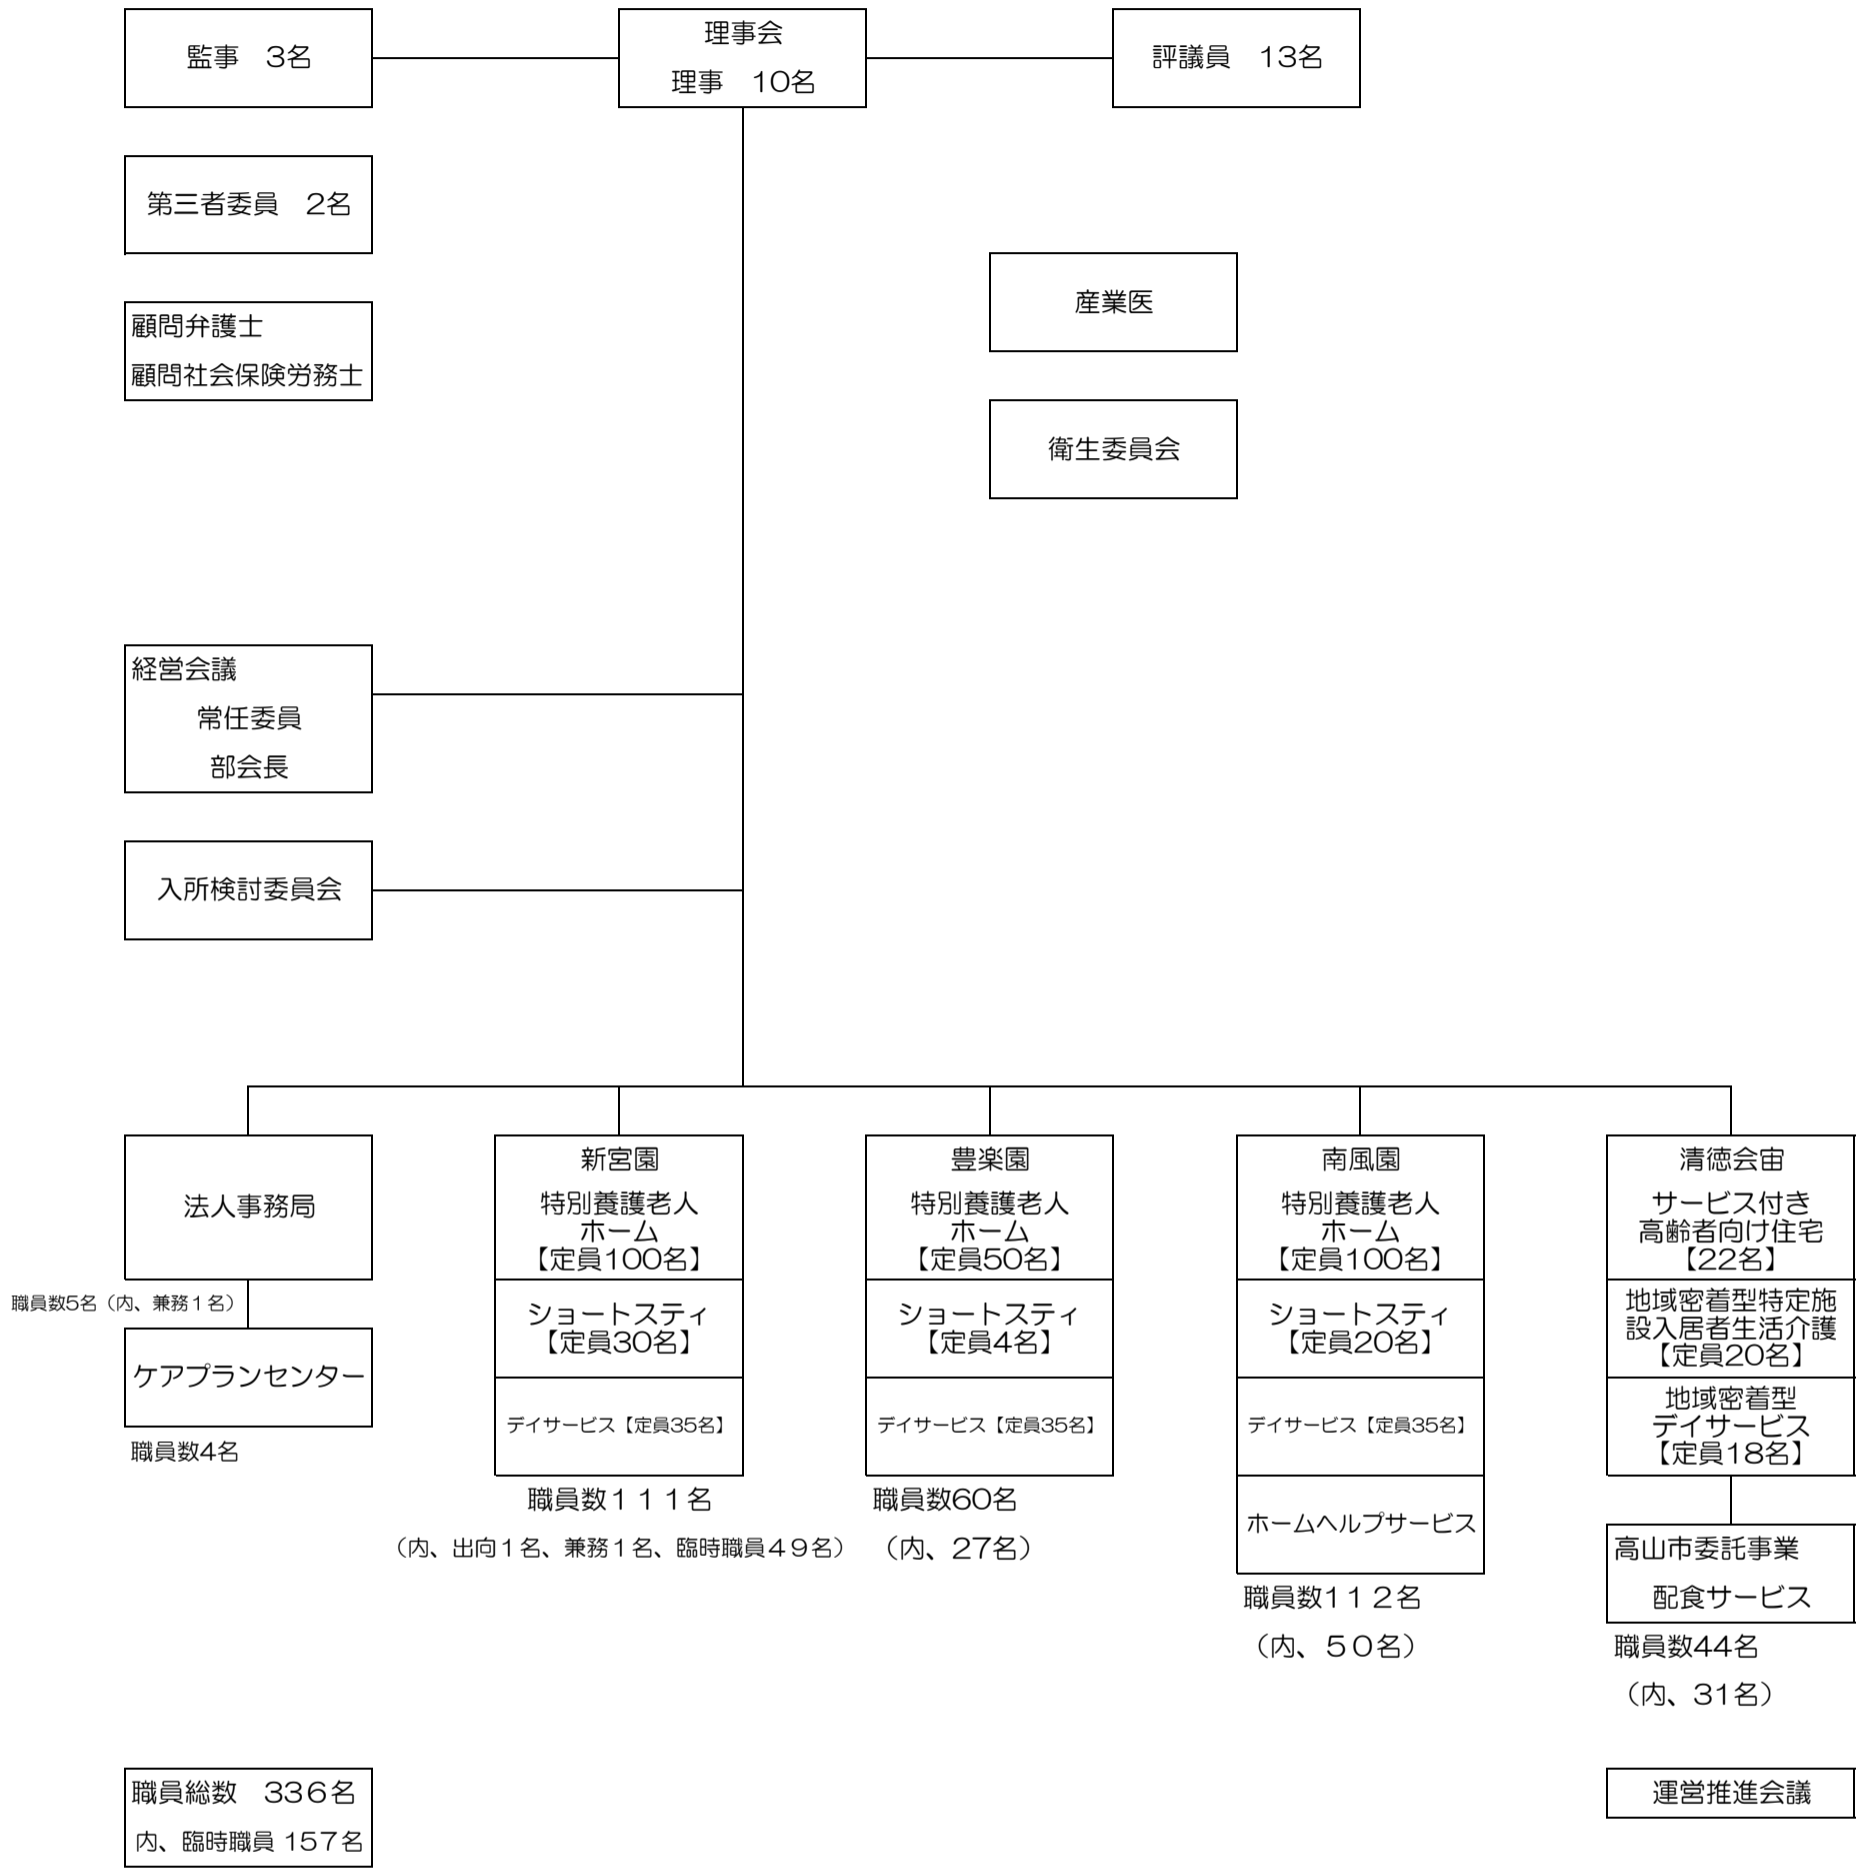 監事　3名
理事会
理事　10名
評議員　13名
第三者委員　2名
顧問弁護士
顧問社会保険労務士
産業医
衛生委員会
経営会議
常任委員
部会長
入所検討委員会
法人事務局
職員数5名（内、兼務１名）
ケアプランセンター
職員数4名
新宮園
特別養護老人
ホーム
【定員100名】
ショートスティ
【定員30名】
デイサービス【定員35名】
職員数１１１名
（内、出向１名、兼務１名、臨時職員４９名）
豊楽園
特別養護老人
ホーム
【定員50名】
ショートスティ
【定員4名】
デイサービス【定員35名】
職員数60名
（内、27名）
南風園
特別養護老人
ホーム
【定員100名】
ショートスティ
【定員20名】
デイサービス【定員35名】
ホームヘルプサービス
職員数１１２名
（内、５０名）
清徳会宙
サービス付き
高齢者向け住宅
【22名】
地域密着型特定施
設入居者生活介護
【定員20名】
地域密着型
デイサービス
【定員18名】
高山市委託事業
配食サービス
職員数44名
（内、31名）
職員総数　336名
内、臨時職員 157名
運営推進会議